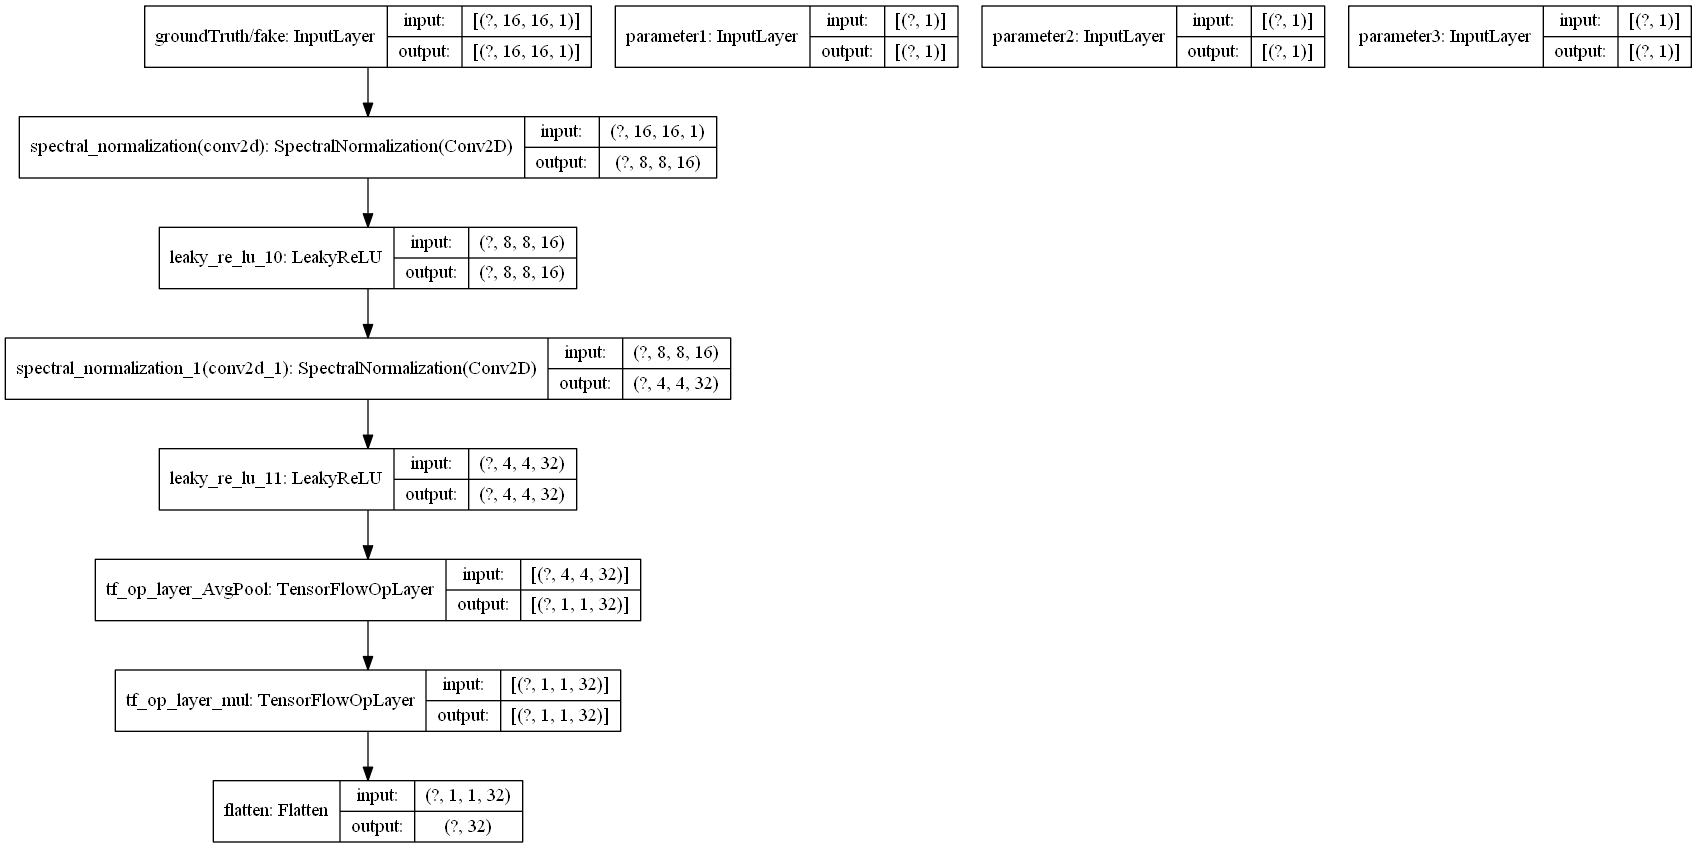 groundTruth/fake: InputLayer
input: [(?, 16, 16, 1)]
output: [(?, 16, 16, 1)]
parameter1: InputLayer
input: [(?, 1)]
output: [(?, 1)]
parameter2: InputLayer
input: [(?, 1)]
output: [(?, 1)]
parameter3: InputLayer
input: [(?, 1)]
output: [(?, 1)]
spectral_normalization(conv2d): SpectralNormalization(Conv2D)
input: (?, 16, 16, 1)
output: (?, 8, 8, 16)
leaky_re_lu_10: LeakyReLU
input: (?, 8, 8, 16)
output: (?, 8, 8, 16)
spectral_normalization_1(conv2d_1): SpectralNormalization(Conv2D)
input: (?, 8, 8, 16)
output: (?, 4, 4, 32)
leaky_re_lu_11: LeakyReLU
input: (?, 4, 4, 32)
output: (?, 4, 4, 32)
tf_op_layer_AvgPool: TensorFlowOpLayer
input: [(?, 4, 4, 32)]
output: [(?, 1, 1, 32)]
tf_op_layer_mul: TensorFlowOpLayer
input: [(?, 1, 1, 32)]
output: [(?, 1, 1, 32)]
flatten: Flatten
input: (?, 1, 1, 32)
output: (?, 32)